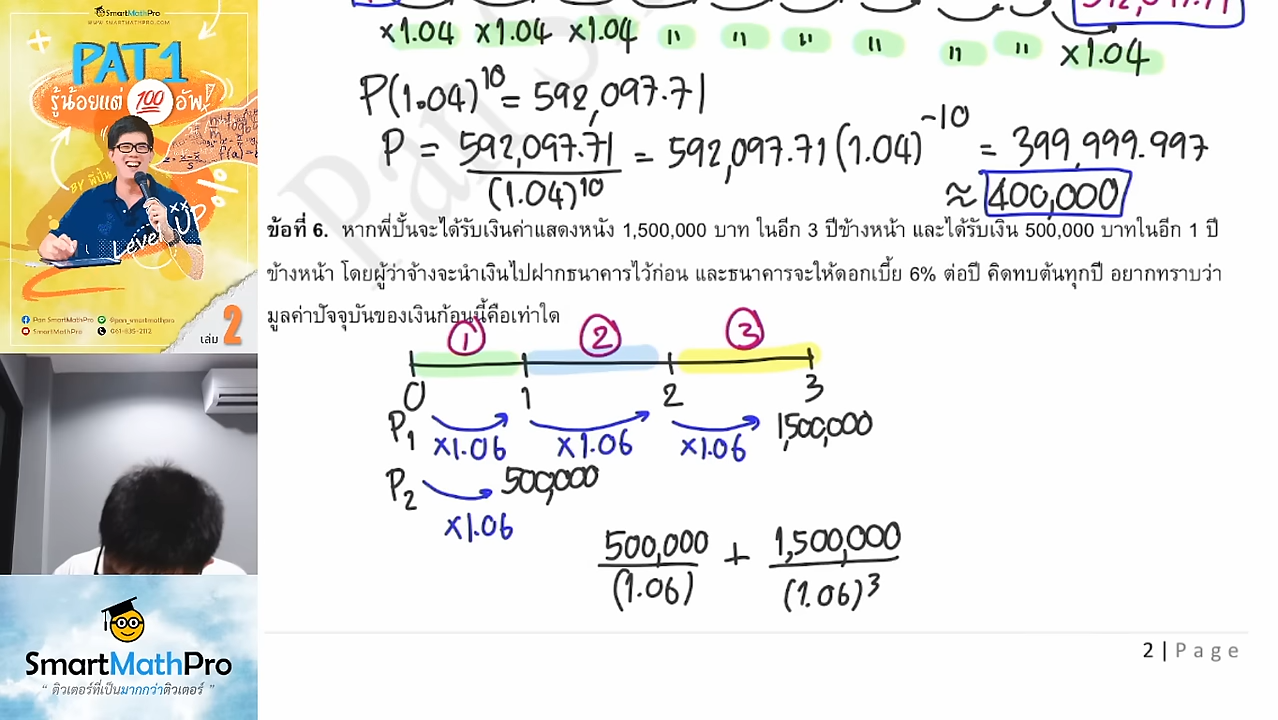 SmartMathPro
WWW.SMARTMATHPRO.COM
PAT 1
รู้น้อยแต่ 100 อัพ!
BY พี่ปั้น
Level UP
Pan SmartMathPro @pan_smartmathpro
SmartMathPro 061-835-2112
เล่ม 2
SmartMathPro
“ ติวเตอร์ที่เป็นมากกว่าติวเตอร์ ”
592,097.71
×1.04 ×1.04 ×1.04 " " " " " " ×1.04
P(1.04)^10 = 592,097.71
P = 592,097.71/(1.04)^10 = 592,097.71(1.04)^-10 = 399,999.997
≈ 400,000
ข้อที่ 6. หากพี่ปั้นจะได้รับเงินค่าแสดงหนัง 1,500,000 บาท ในอีก 3 ปีข้างหน้า และได้รับเงิน 500,000 บาทในอีก 1 ปี
ข้างหน้า โดยผู้ว่าจ้างจะนำเงินไปฝากธนาคารไว้ก่อน และธนาคารจะให้ดอกเบี้ย 6% ต่อปี คิดทบต้นทุกปี อยากทราบว่า
มูลค่าปัจจุบันของเงินก้อนนี้คือเท่าใด
1 2 3
0 1 2 3
P1 ×1.06 ×1.06 ×1.06 1,500,000
P2 ×1.06 500,000
500,000/(1.06) + 1,500,000/(1.06)^3
2 | Page